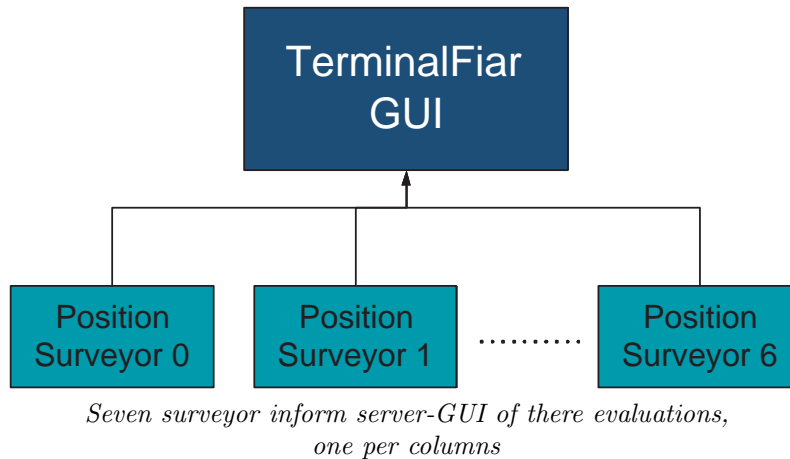 TerminalFiar
GUI
Position
Surveyor 0
Position
Surveyor 1
..........
Position
Surveyor 6
Seven surveyor inform server-GUI of there evaluations,
one per columns